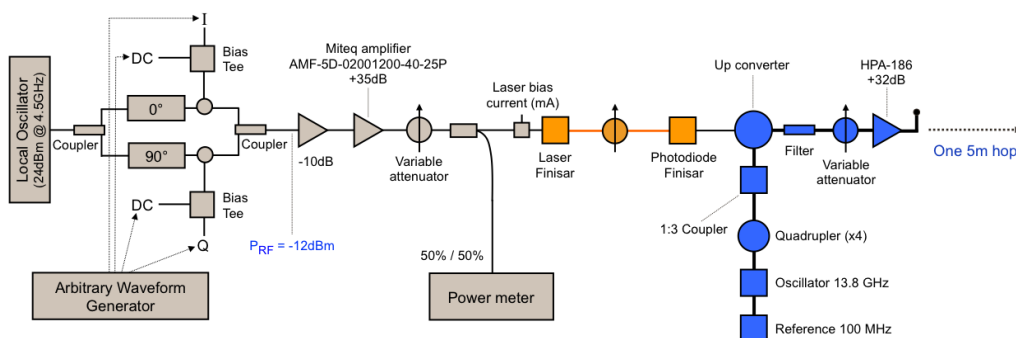 Local Oscillator
(24dBm @ 4.5GHz)
Coupler
0°
90°
I
DC
Bias
Tee
DC
Bias
Tee
Q
Arbitrary Waveform
Generator
Coupler
P_RF = -12dBm
-10dB
Miteq amplifier
AMF-5D-02001200-40-25P
+35dB
Variable
attenuator
50% / 50%
Power meter
Laser bias
current (mA)
Laser
Finisar
Photodiode
Finisar
Up converter
1:3 Coupler
Quadrupler (x4)
Oscillator 13.8 GHz
Reference 100 MHz
Filter
Variable
attenuator
HPA-186
+32dB
One 5m hop